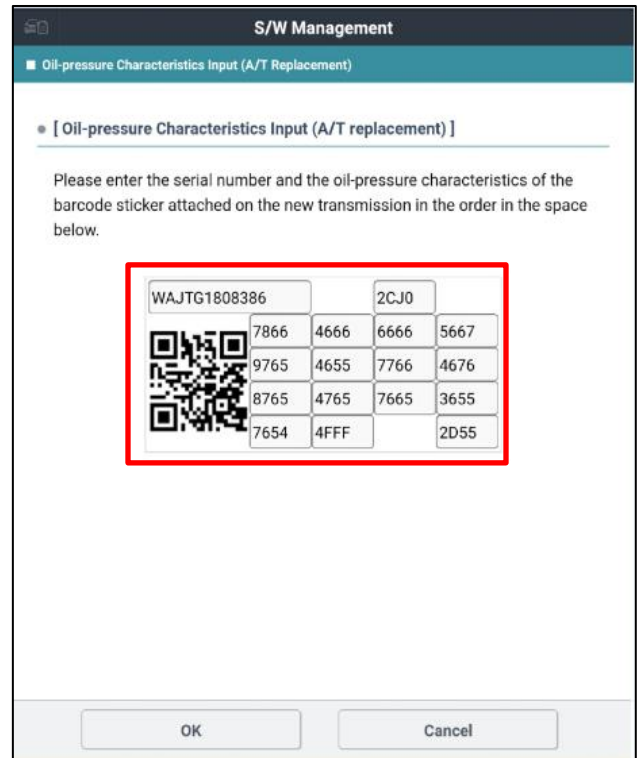 S/W Management
Oil-pressure Characteristics Input (A/T Replacement)
[ Oil-pressure Characteristics Input (A/T replacement) ]
Please enter the serial number and the oil-pressure characteristics of the
barcode sticker attached on the new transmission in the order in the space
below.
WAJTG1808386 2CJ0
7866 4666 6666 5667
9765 4655 7766 4676
8765 4765 7665 3655
7654 4FFF 2D55
OK Cancel